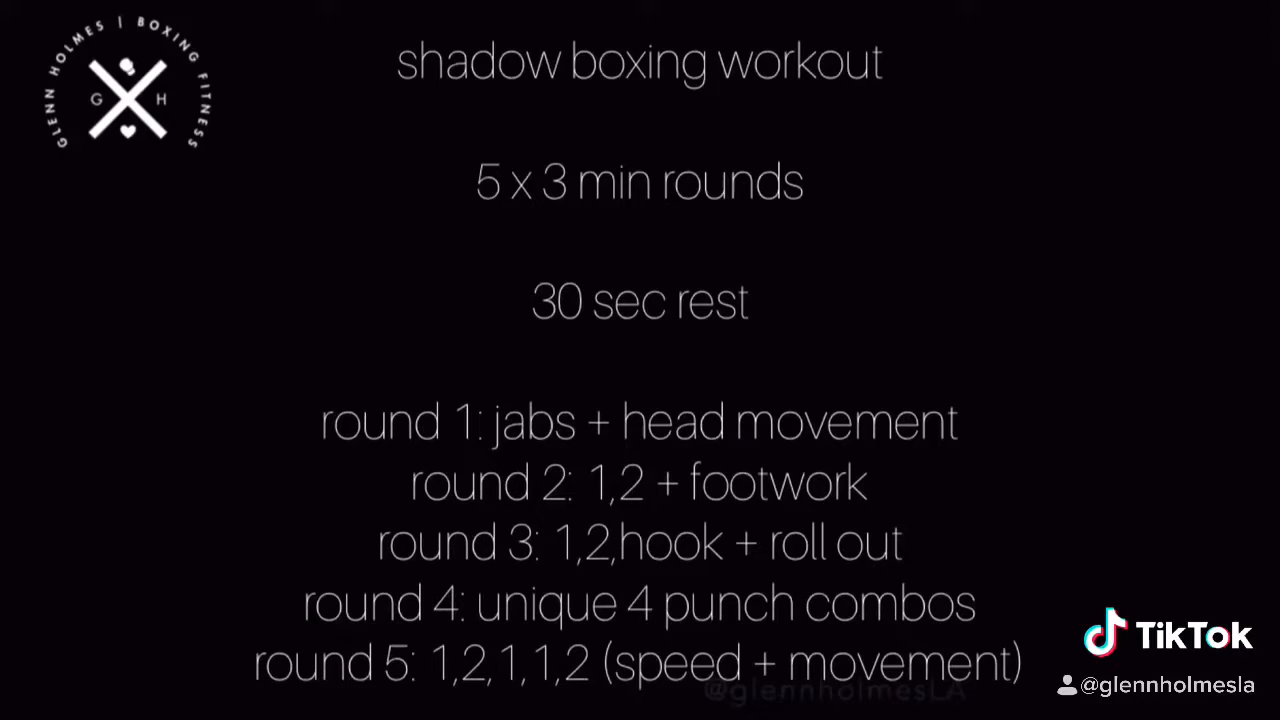 GLENN HOLMES | BOXING FITNESS
G H
shadow boxing workout
5 x 3 min rounds
30 sec rest
round 1: jabs + head movement
round 2: 1,2 + footwork
round 3: 1,2,hook + roll out
round 4: unique 4 punch combos
round 5: 1,2,1,1,2 (speed + movement)
@glennholmesLA
TikTok
@glennholmesla